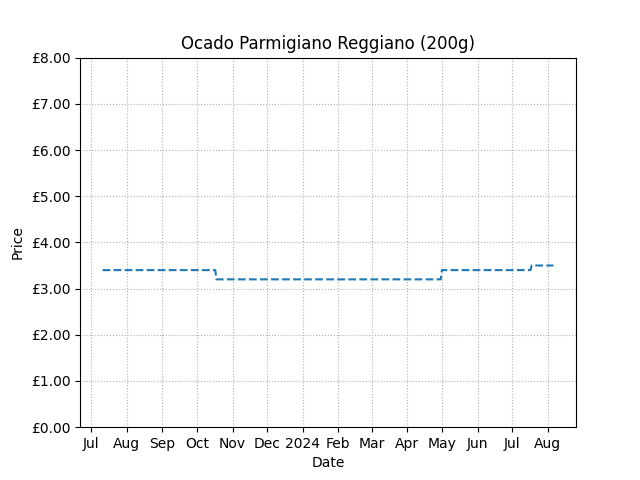 Ocado Parmigiano Reggiano (200g)
£8.00
£7.00
£6.00
£5.00
£4.00
£3.00
£2.00
£1.00
£0.00
Price
Jul Aug Sep Oct Nov Dec 2024 Feb Mar Apr May Jun Jul Aug
Date